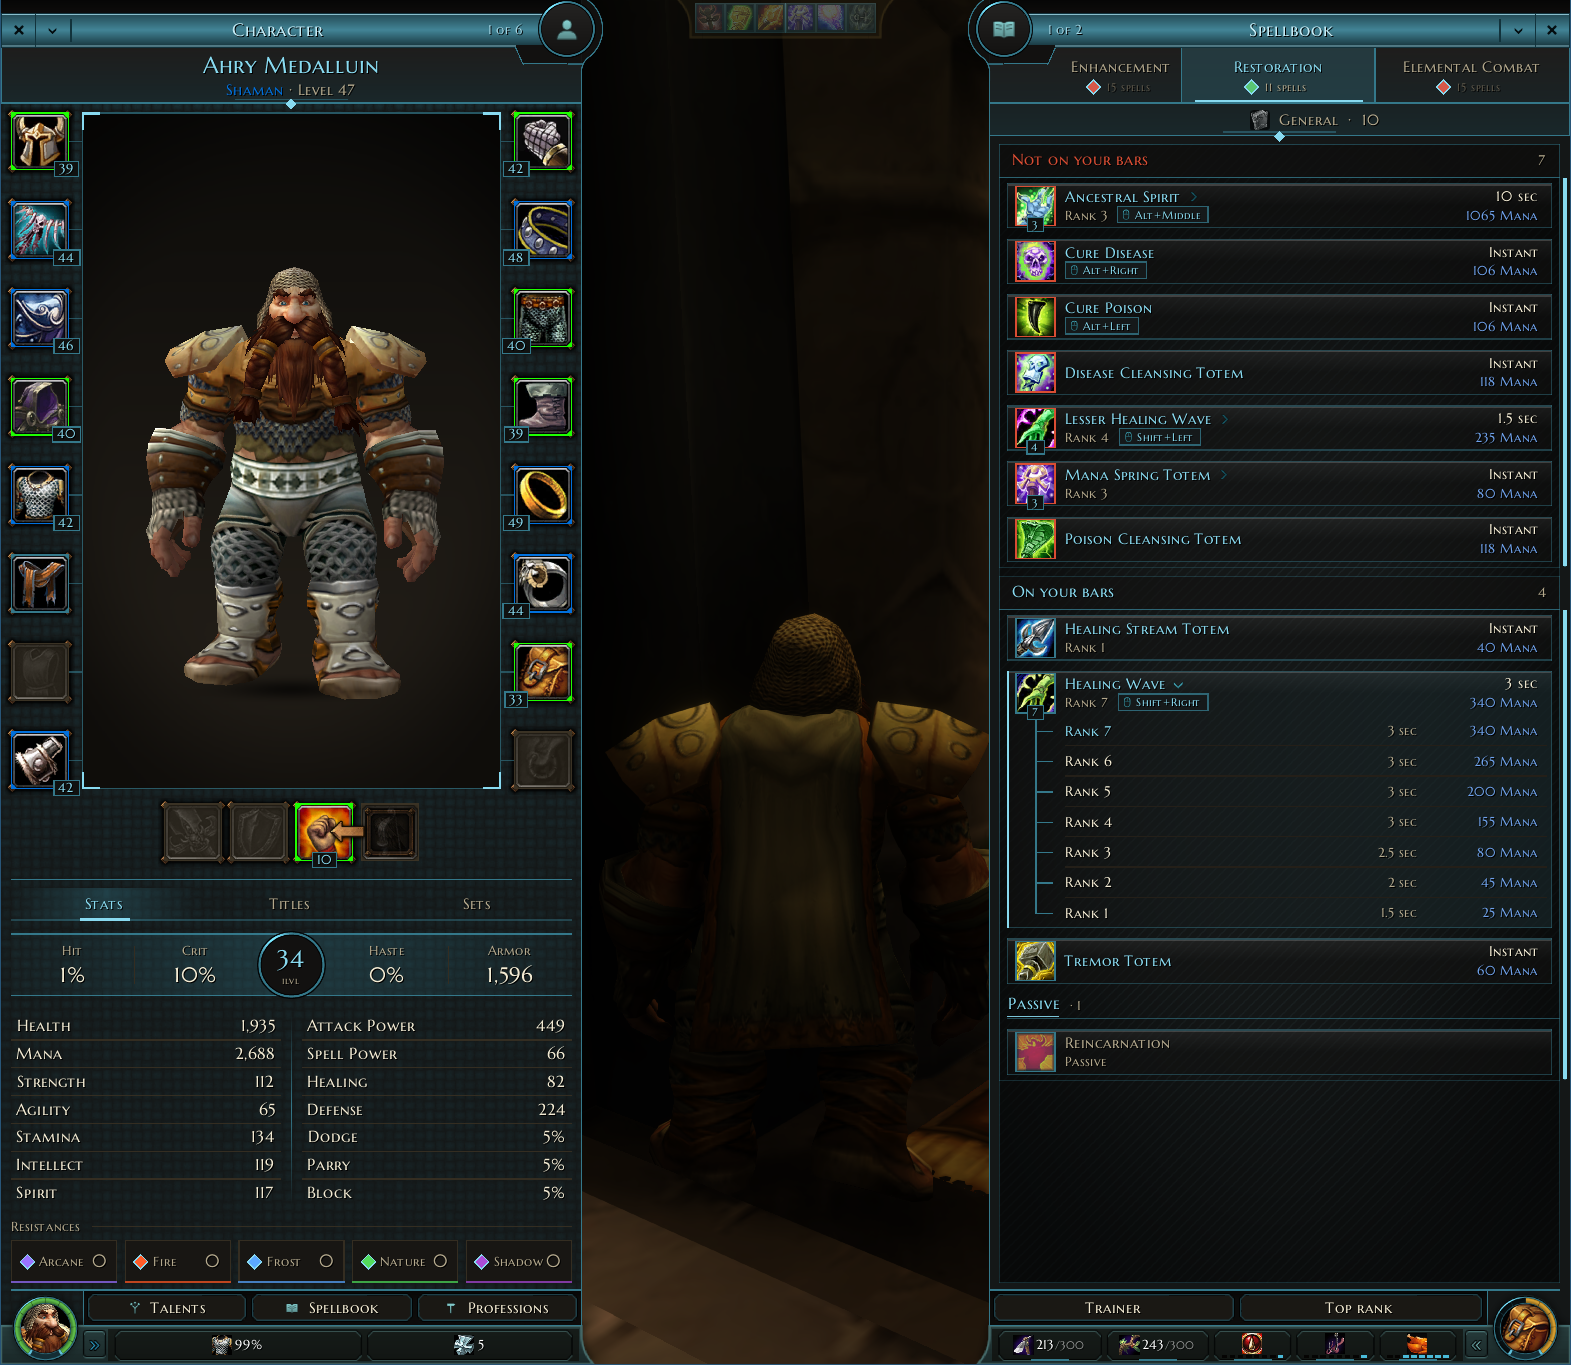 Character
1 of 6
Ahry Medalluin
Shaman · Level 47
39
44
46
40
42
42
42
48
40
39
49
44
33
10
Stats
Titles
Sets
Hit
1%
Crit
10%
34
ilvl
Haste
0%
Armor
1,596
Health 1,935
Mana 2,688
Strength 112
Agility 65
Stamina 134
Intellect 119
Spirit 117
Attack Power 449
Spell Power 66
Healing 82
Defense 224
Dodge 5%
Parry 5%
Block 5%
Resistances
Arcane 0
Fire 0
Frost 0
Nature 0
Shadow 0
Talents
Spellbook
Professions
99%
5
1 of 2
Spellbook
Enhancement
15 spells
Restoration
11 spells
Elemental Combat
15 spells
General · 10
Not on your bars 7
Ancestral Spirit 10 sec
Rank 3 Alt+Middle 1065 Mana
3
Cure Disease Instant
Alt+Right 106 Mana
Cure Poison Instant
Alt+Left 106 Mana
Disease Cleansing Totem Instant
118 Mana
Lesser Healing Wave 1.5 sec
Rank 4 Shift+Left 235 Mana
4
Mana Spring Totem Instant
Rank 3 80 Mana
3
Poison Cleansing Totem Instant
118 Mana
On your bars 4
Healing Stream Totem Instant
Rank 1 40 Mana
Healing Wave 3 sec
Rank 7 Shift+Right 340 Mana
7
Rank 7 3 sec 340 Mana
Rank 6 3 sec 265 Mana
Rank 5 3 sec 200 Mana
Rank 4 3 sec 155 Mana
Rank 3 2.5 sec 80 Mana
Rank 2 2 sec 45 Mana
Rank 1 1.5 sec 25 Mana
Tremor Totem Instant
60 Mana
Passive · 1
Reincarnation
Passive
Trainer
Top rank
213/300
243/300